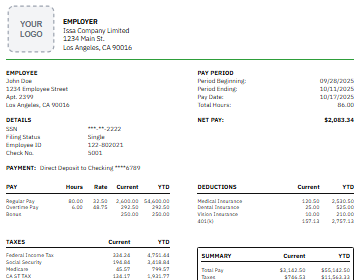 YOUR
LOGO
EMPLOYER
Issa Company Limited
1234 Main St.
Los Angeles, CA 90016
EMPLOYEE
John Doe
1234 Employee Street
Apt. 2399
Los Angeles, CA 90016
PAY PERIOD
Period Beginning: 09/28/2025
Period Ending: 10/11/2025
Pay Date: 10/17/2025
Total Hours: 86.00
DETAILS
SSN ***-**-2222
Filing Status Single
Employee ID 122-802021
Check No. 5001
NET PAY: $2,083.34
PAYMENT: Direct Deposit to Checking ****6789
PAY Hours Rate Current YTD
Regular Pay 80.00 32.50 2,600.00 54,600.00
Overtime Pay 6.00 48.75 292.50 292.50
Bonus 250.00 250.00
DEDUCTIONS Current YTD
Medical Insurance 120.50 2,530.50
Dental Insurance 25.00 525.00
Vision Insurance 10.00 210.00
401(k) 157.13 2,757.13
TAXES Current YTD
Federal Income Tax 334.24 4,751.44
Social Security 194.84 3,418.84
Medicare 45.57 799.57
CA SIT TAX 134.17 1,931.77
SUMMARY Current YTD
Total Pay $3,142.50 $55,142.50
Taxes $746.53 $11,563.33